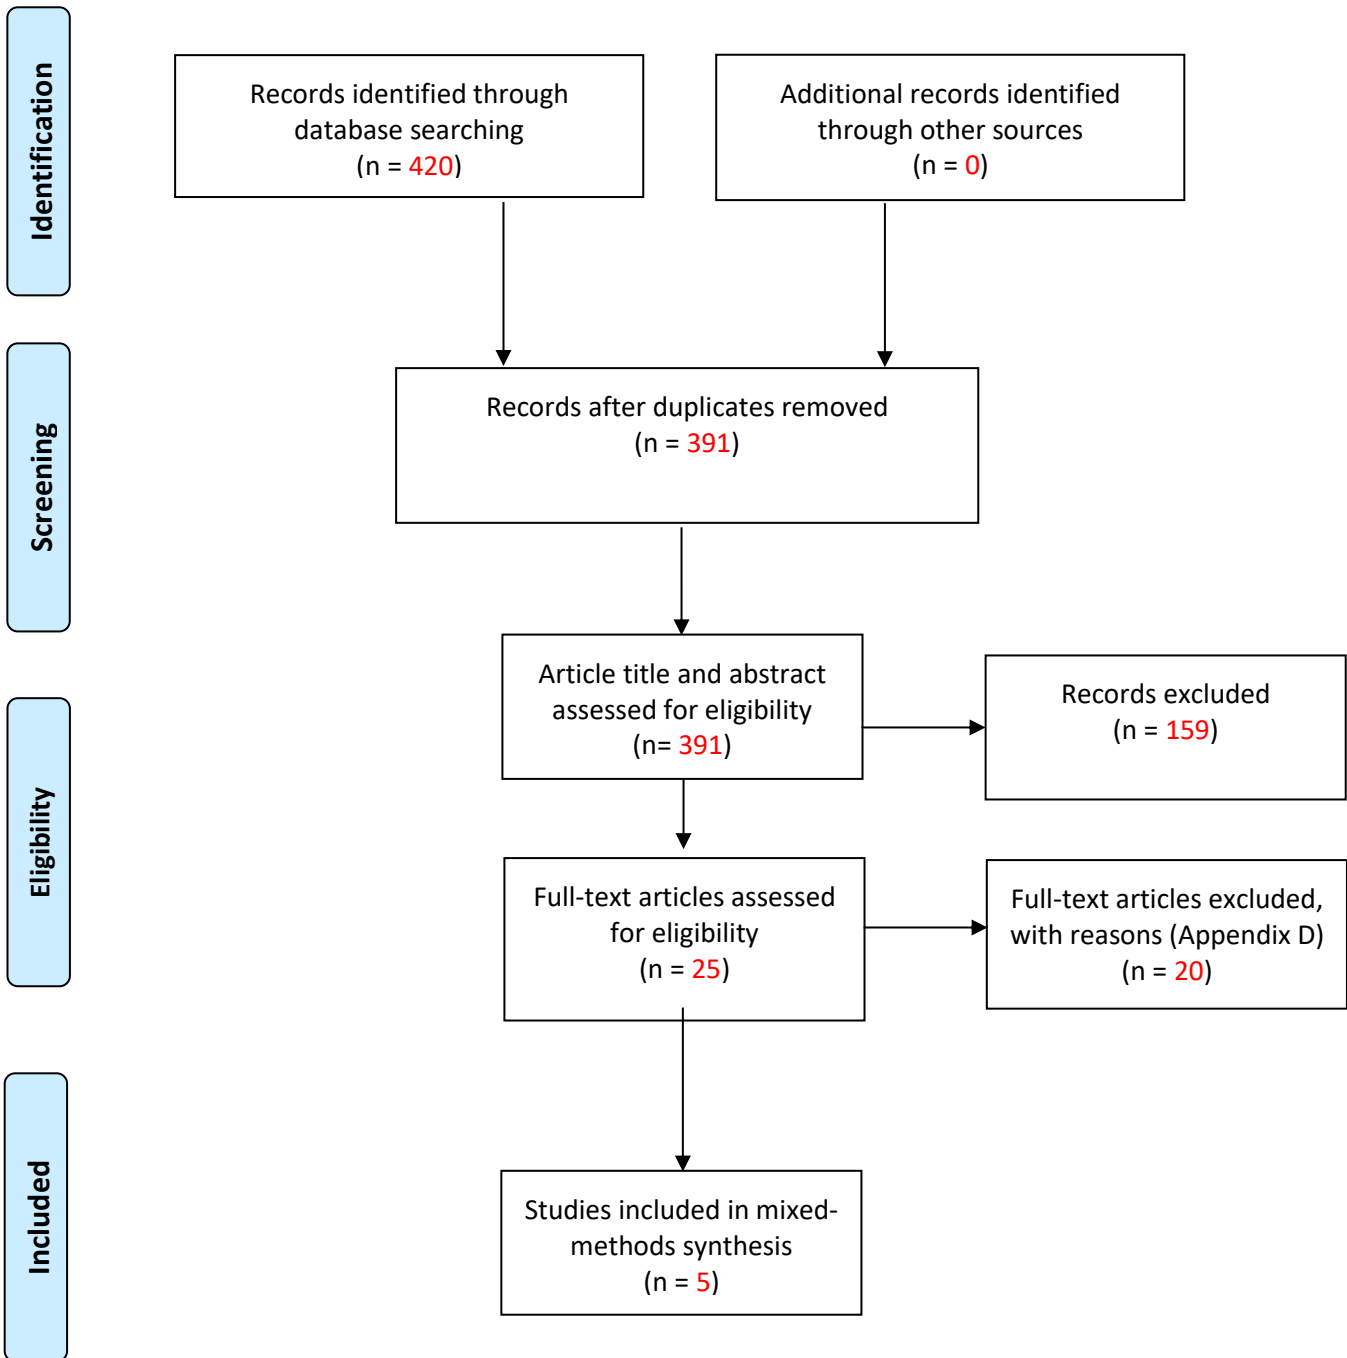 Identification
Records identified through
database searching
(n = 420)
Additional records identified
through other sources
(n = 0)
Screening
Records after duplicates removed
(n = 391)
Article title and abstract
assessed for eligibility
(n= 391)
Records excluded
(n = 159)
Eligibility
Full-text articles assessed
for eligibility
(n = 25)
Full-text articles excluded,
with reasons (Appendix D)
(n = 20)
Included
Studies included in mixed-
methods synthesis
(n = 5)